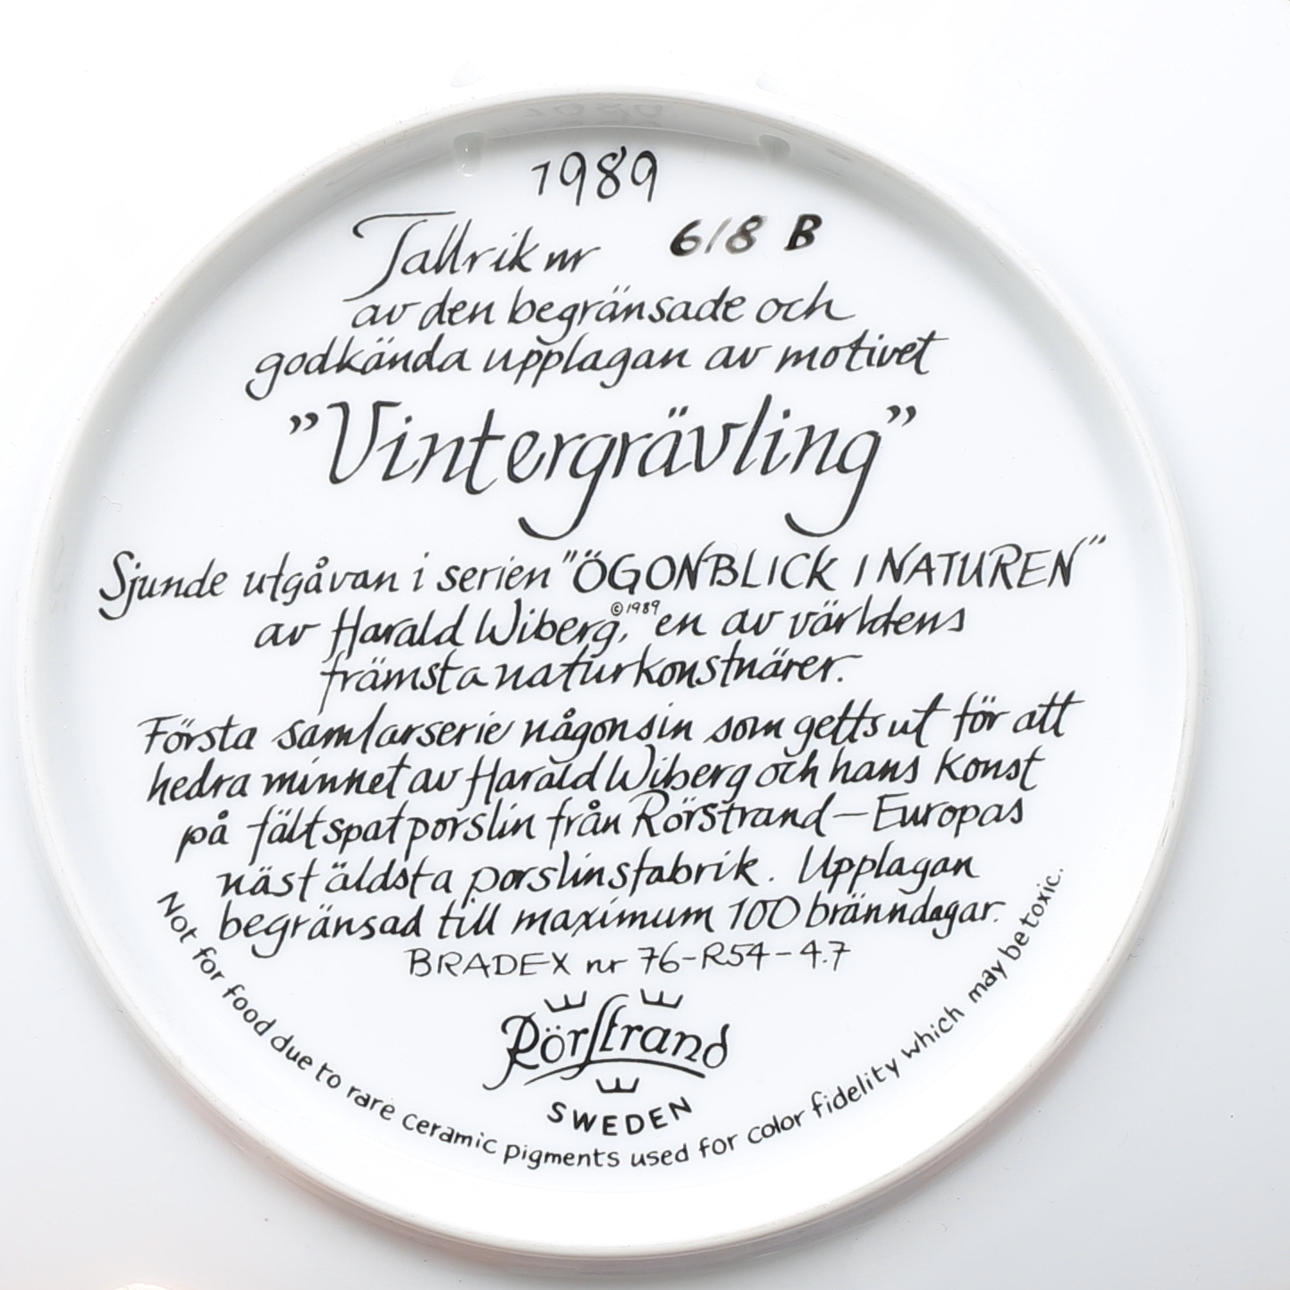 1989
Tallrik nr 618 B
av den begränsade och
godkända upplagan av motivet
"Vintergrävling"
Sjunde utgåvan i serien "ÖGONBLICK I NATUREN"
av Harald Wiberg, ©1989 en av världens
främsta naturkonstnärer.
Första samlarserie någonsin som getts ut för att
hedra minnet av Harald Wiberg och hans konst
på fältspatporslin från Rörstrand — Europas
näst äldsta porslinsfabrik. Upplagan
begränsad till maximum 100 bränndagar.
BRADEX nr 76-R54-4.7
Rörstrand
SWEDEN
Not for food due to rare ceramic pigments used for color fidelity which may be toxic.